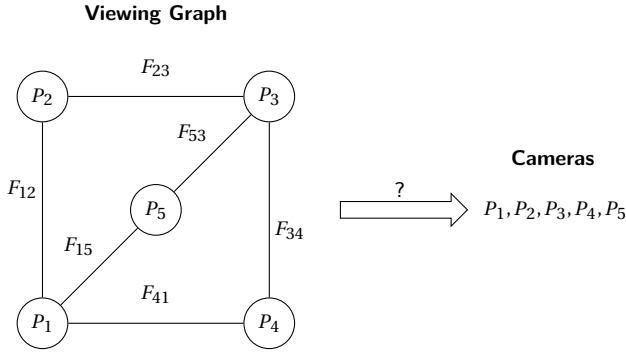 Viewing Graph
F23
P2
P3
F53
Cameras
F12
?
P5
P1, P2, P3, P4, P5
F34
F15
F41
P1
P4